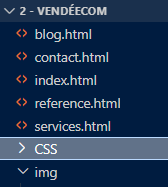 2 - VENDÉECOM
<> blog.html
<> contact.html
<> index.html
<> reference.html
<> services.html
CSS
img